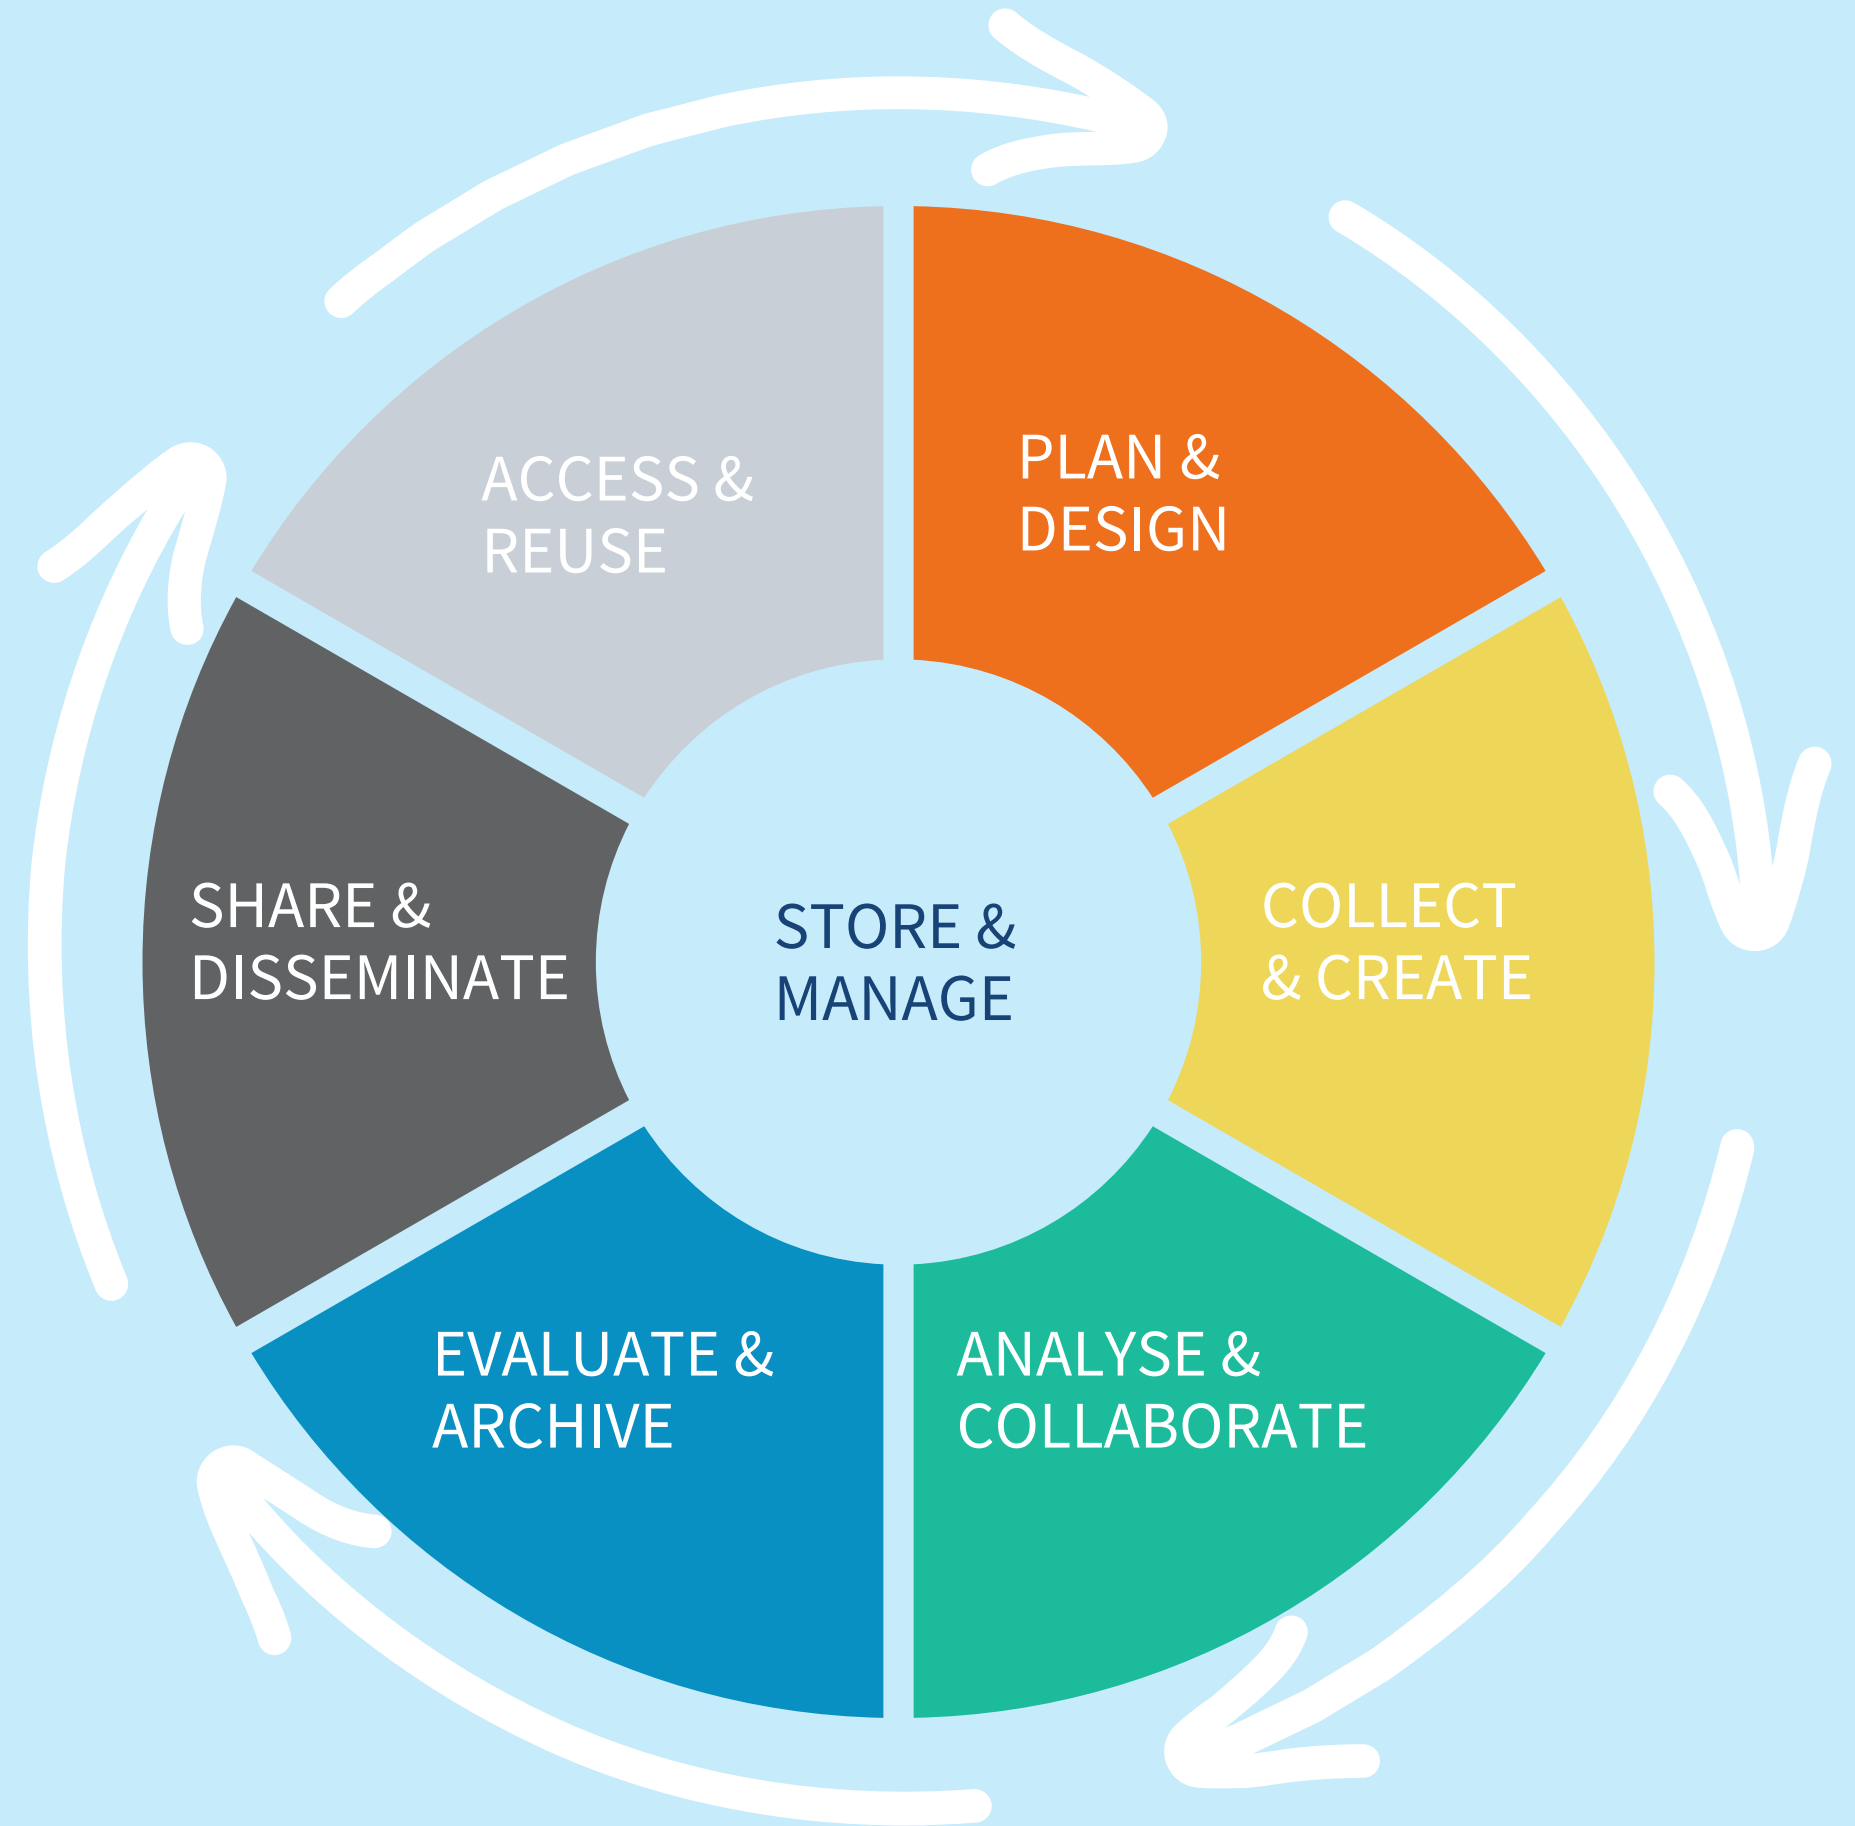 PLAN &
DESIGN
COLLECT
& CREATE
ANALYSE &
COLLABORATE
EVALUATE &
ARCHIVE
SHARE &
DISSEMINATE
ACCESS &
REUSE
STORE &
MANAGE